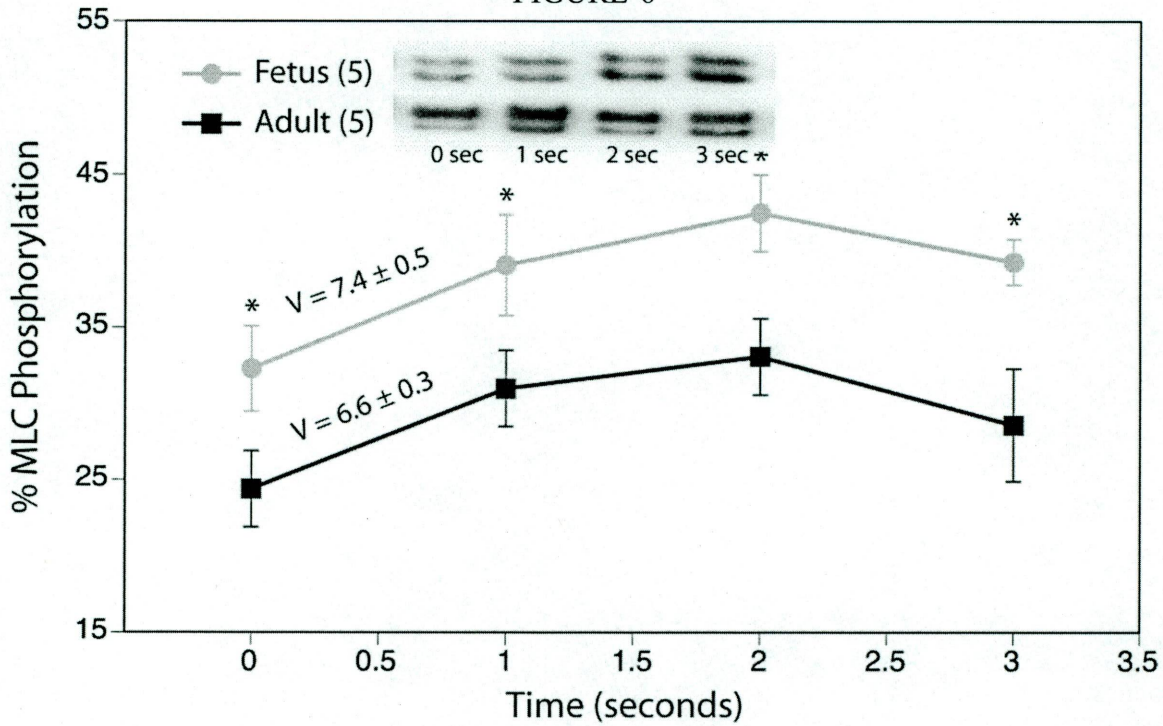 FIGURE 6
55
Fetus (5)
Adult (5)
0 sec 1 sec 2 sec 3 sec *
45
*
*
V = 7.4 ± 0.5
*
35
V = 6.6 ± 0.3
25
15
0 0.5 1 1.5 2 2.5 3 3.5
Time (seconds)
% MLC Phosphorylation